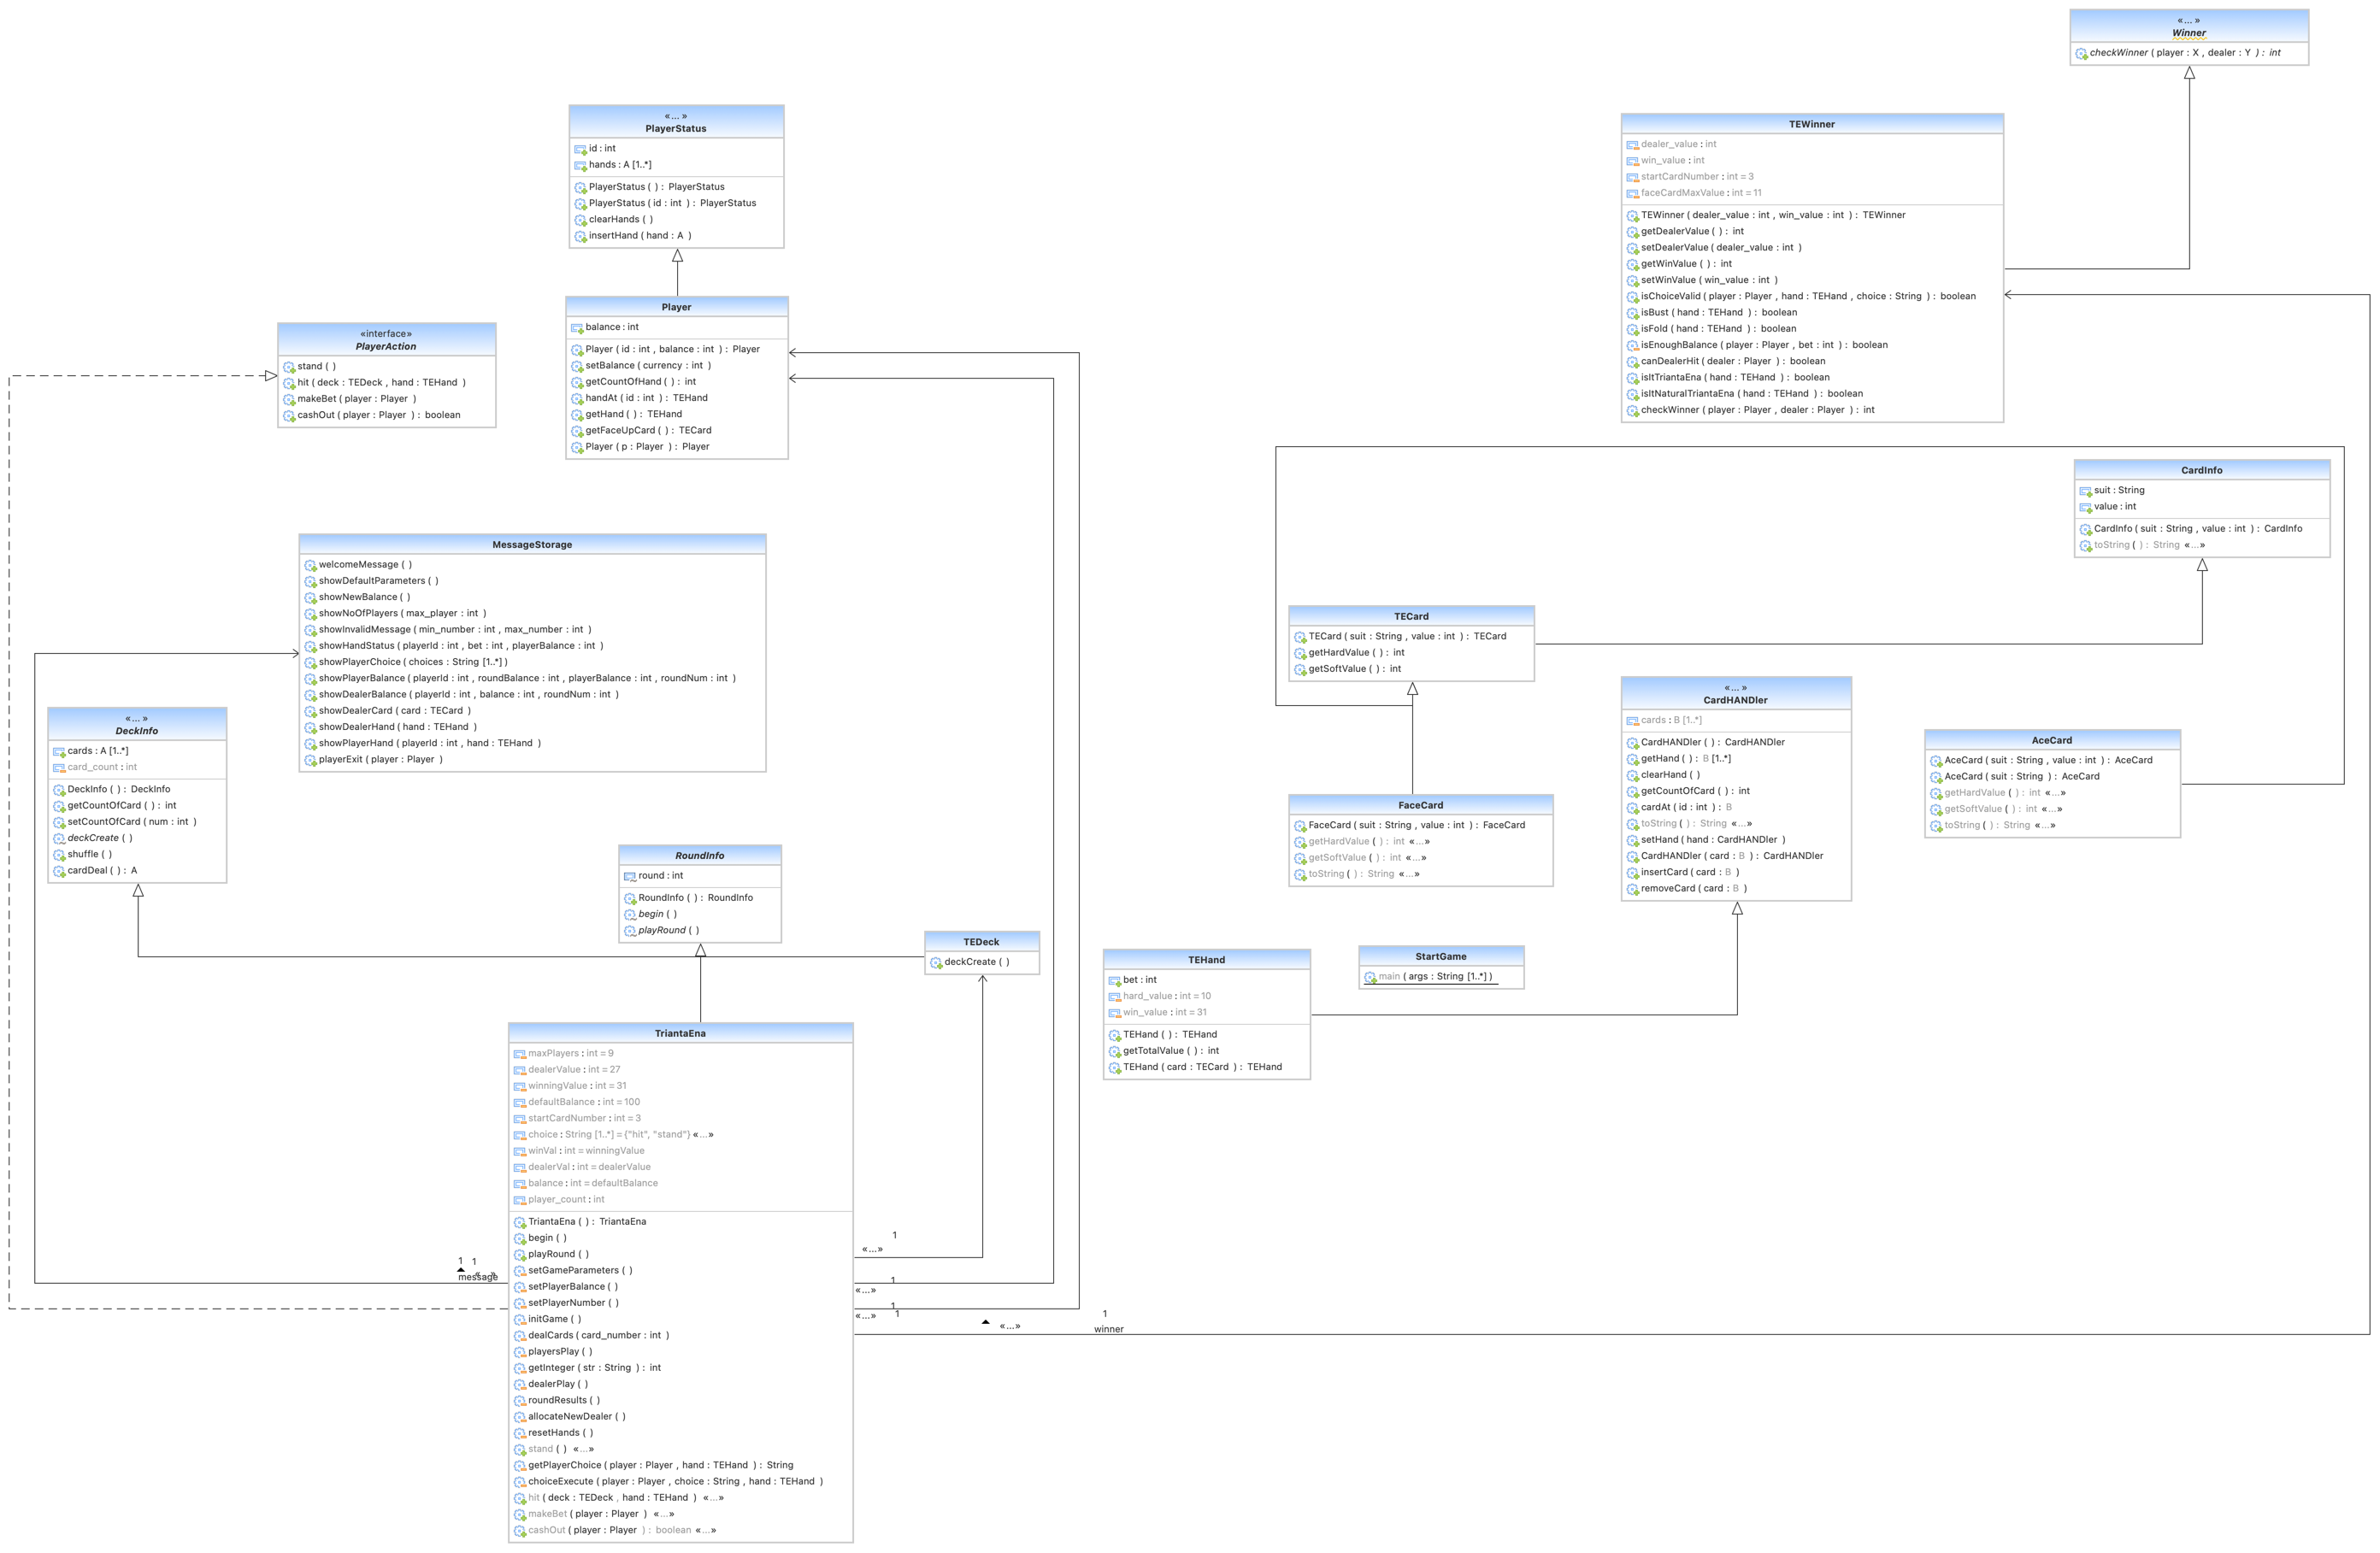 «... »
Winner
checkWinner ( player : X , dealer : Y ) : int
«... »
PlayerStatus
id : int
hands : A [1..*]
PlayerStatus ( ) : PlayerStatus
PlayerStatus ( id : int ) : PlayerStatus
clearHands ( )
insertHand ( hand : A )
TEWinner
dealer_value : int
win_value : int
startCardNumber : int = 3
faceCardMaxValue : int = 11
TEWinner ( dealer_value : int , win_value : int ) : TEWinner
getDealerValue ( ) : int
setDealerValue ( dealer_value : int )
getWinValue ( ) : int
setWinValue ( win_value : int )
isChoiceValid ( player : Player , hand : TEHand , choice : String ) : boolean
isBust ( hand : TEHand ) : boolean
isFold ( hand : TEHand ) : boolean
isEnoughBalance ( player : Player , bet : int ) : boolean
canDealerHit ( dealer : Player ) : boolean
isItTriantaEna ( hand : TEHand ) : boolean
isItNaturalTriantaEna ( hand : TEHand ) : boolean
checkWinner ( player : Player , dealer : Player ) : int
Player
balance : int
Player ( id : int , balance : int ) : Player
setBalance ( currency : int )
getCountOfHand ( ) : int
handAt ( id : int ) : TEHand
getHand ( ) : TEHand
getFaceUpCard ( ) : TECard
Player ( p : Player ) : Player
«interface»
PlayerAction
stand ( )
hit ( deck : TEDeck , hand : TEHand )
makeBet ( player : Player )
cashOut ( player : Player ) : boolean
CardInfo
suit : String
value : int
CardInfo ( suit : String , value : int ) : CardInfo
toString ( ) : String «...»
MessageStorage
welcomeMessage ( )
showDefaultParameters ( )
showNewBalance ( )
showNoOfPlayers ( max_player : int )
showInvalidMessage ( min_number : int , max_number : int )
showHandStatus ( playerId : int , bet : int , playerBalance : int )
showPlayerChoice ( choices : String [1..*] )
showPlayerBalance ( playerId : int , roundBalance : int , playerBalance : int , roundNum : int )
showDealerBalance ( playerId : int , balance : int , roundNum : int )
showDealerCard ( card : TECard )
showDealerHand ( hand : TEHand )
showPlayerHand ( playerId : int , hand : TEHand )
playerExit ( player : Player )
TECard
TECard ( suit : String , value : int ) : TECard
getHardValue ( ) : int
getSoftValue ( ) : int
«... »
CardHANDler
cards : B [1..*]
CardHANDler ( ) : CardHANDler
getHand ( ) : B [1..*]
clearHand ( )
getCountOfCard ( ) : int
cardAt ( id : int ) : B
toString ( ) : String «...»
setHand ( hand : CardHANDler )
CardHANDler ( card : B ) : CardHANDler
insertCard ( card : B )
removeCard ( card : B )
«... »
DeckInfo
cards : A [1..*]
card_count : int
DeckInfo ( ) : DeckInfo
getCountOfCard ( ) : int
setCountOfCard ( num : int )
deckCreate ( )
shuffle ( )
cardDeal ( ) : A
AceCard
AceCard ( suit : String , value : int ) : AceCard
AceCard ( suit : String ) : AceCard
getHardValue ( ) : int «...»
getSoftValue ( ) : int «...»
toString ( ) : String «...»
FaceCard
FaceCard ( suit : String , value : int ) : FaceCard
getHardValue ( ) : int «...»
getSoftValue ( ) : int «...»
toString ( ) : String «...»
RoundInfo
round : int
RoundInfo ( ) : RoundInfo
begin ( )
playRound ( )
TEDeck
deckCreate ( )
TEHand
bet : int
hard_value : int = 10
win_value : int = 31
TEHand ( ) : TEHand
getTotalValue ( ) : int
TEHand ( card : TECard ) : TEHand
StartGame
main ( args : String [1..*] )
TriantaEna
maxPlayers : int = 9
dealerValue : int = 27
winningValue : int = 31
defaultBalance : int = 100
startCardNumber : int = 3
choice : String [1..*] = {"hit", "stand"} «...»
winVal : int = winningValue
dealerVal : int = dealerValue
balance : int = defaultBalance
player_count : int
TriantaEna ( ) : TriantaEna
begin ( )
playRound ( )
setGameParameters ( )
setPlayerBalance ( )
setPlayerNumber ( )
initGame ( )
dealCards ( card_number : int )
playersPlay ( )
getInteger ( str : String ) : int
dealerPlay ( )
roundResults ( )
allocateNewDealer ( )
resetHands ( )
stand ( ) «...»
getPlayerChoice ( player : Player , hand : TEHand ) : String
choiceExecute ( player : Player , choice : String , hand : TEHand )
hit ( deck : TEDeck , hand : TEHand ) «...»
makeBet ( player : Player ) «...»
cashOut ( player : Player ) : boolean «...»
1 1
message
1
«...»
1
«...»
1
«...» 1
«...»
1
winner